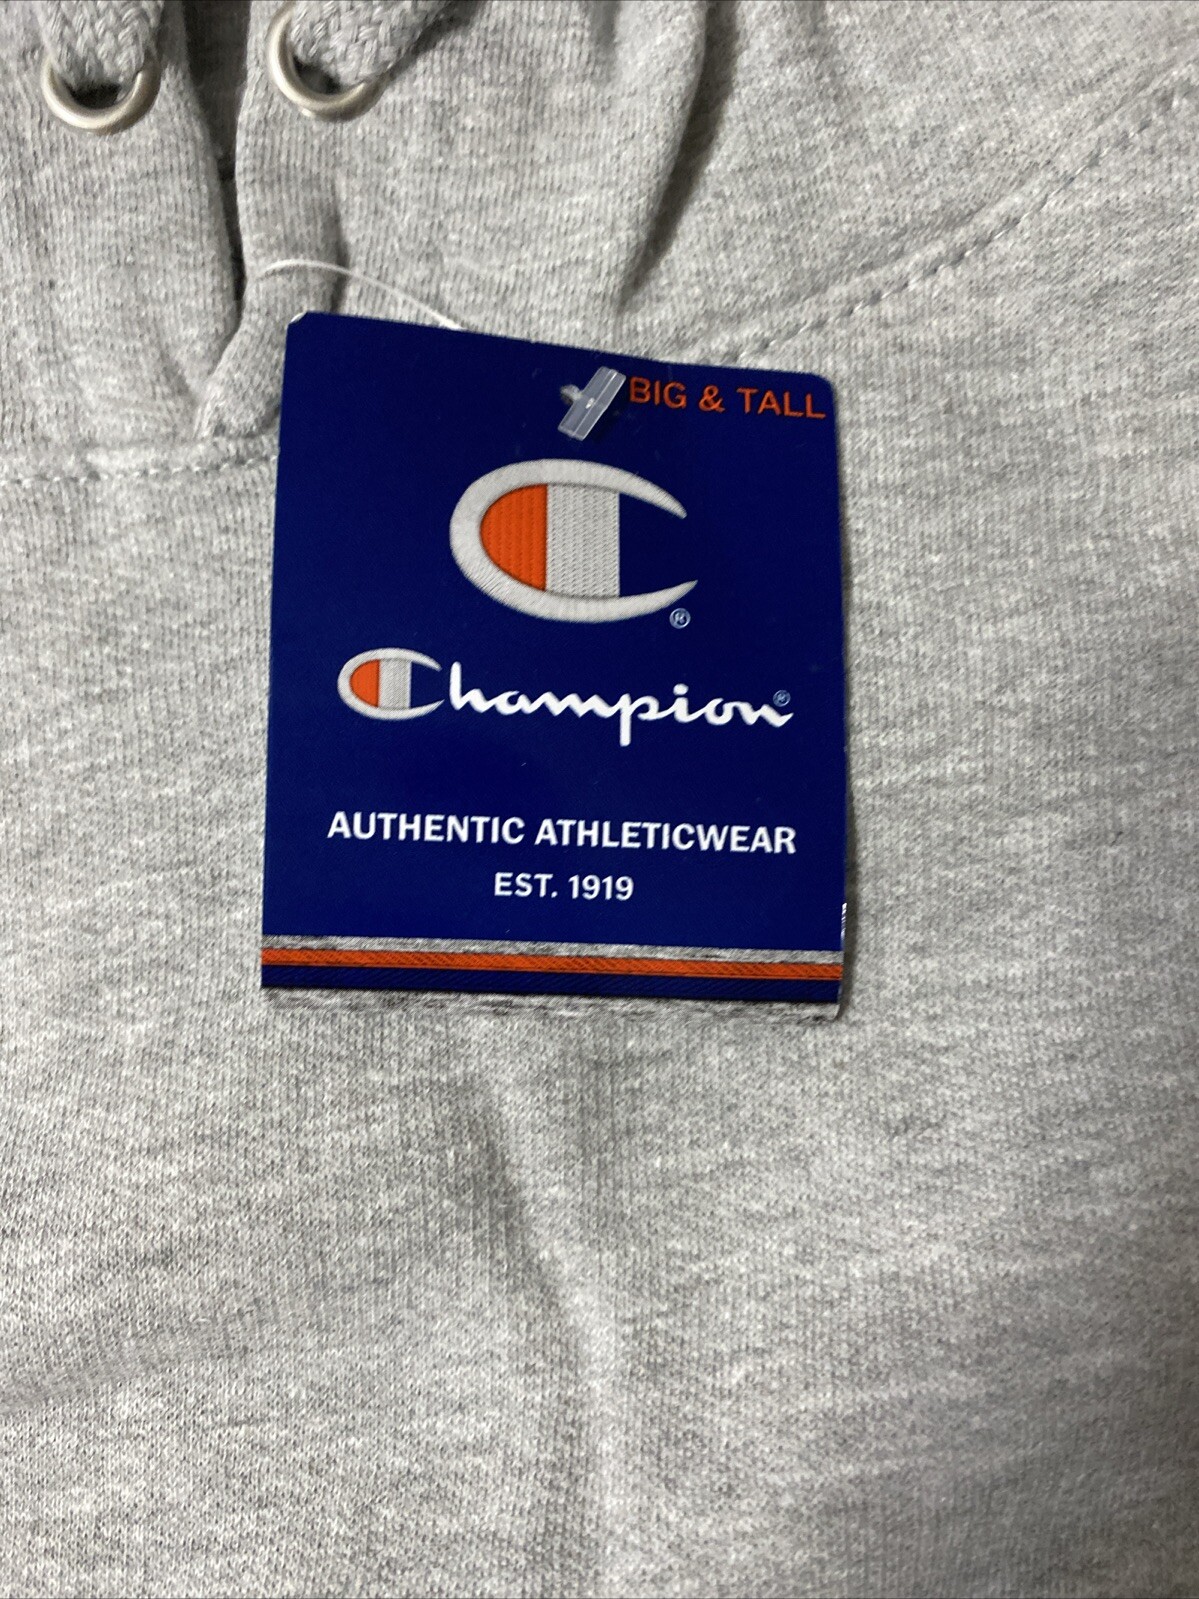 BIG & TALL
®
Champion®
AUTHENTIC ATHLETICWEAR
EST. 1919